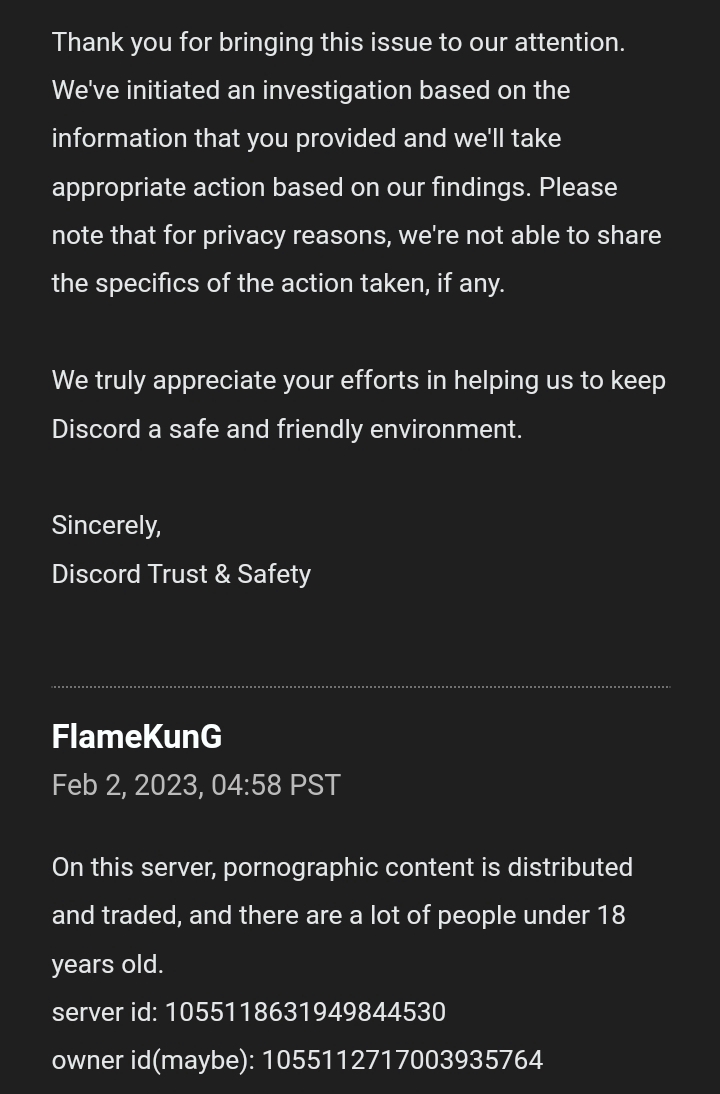 Thank you for bringing this issue to our attention.
We've initiated an investigation based on the
information that you provided and we'll take
appropriate action based on our findings. Please
note that for privacy reasons, we're not able to share
the specifics of the action taken, if any.
We truly appreciate your efforts in helping us to keep
Discord a safe and friendly environment.
Sincerely,
Discord Trust & Safety
FlameKunG
Feb 2, 2023, 04:58 PST
On this server, pornographic content is distributed
and traded, and there are a lot of people under 18
years old.
server id: 1055118631949844530
owner id(maybe): 1055112717003935764